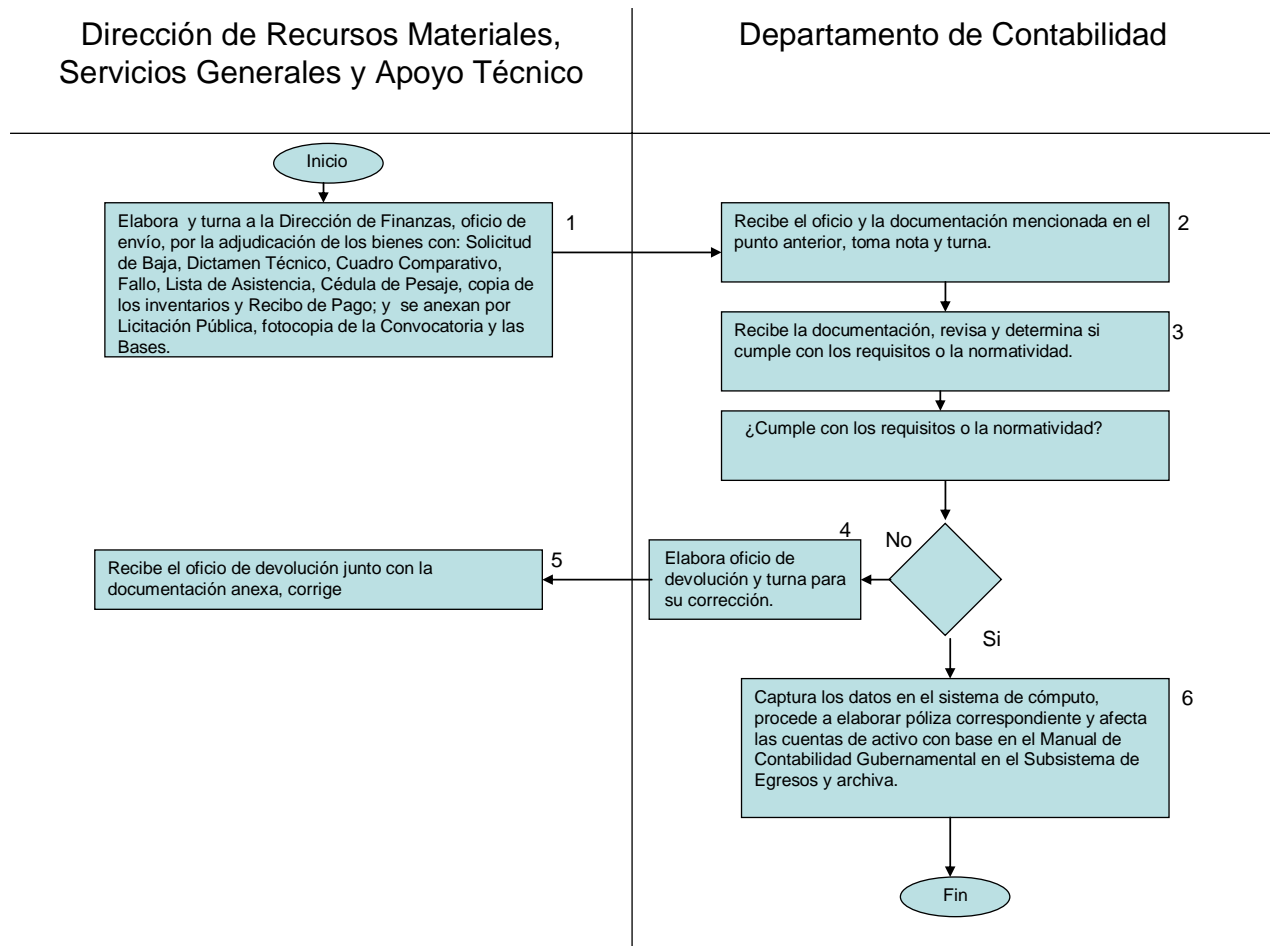 Dirección de Recursos Materiales,
Servicios Generales y Apoyo Técnico
Departamento de Contabilidad
Inicio
Elabora y turna a la Dirección de Finanzas, oficio de
envío, por la adjudicación de los bienes con: Solicitud
de Baja, Dictamen Técnico, Cuadro Comparativo,
Fallo, Lista de Asistencia, Cédula de Pesaje, copia de
los inventarios y Recibo de Pago; y se anexan por
Licitación Pública, fotocopia de la Convocatoria y las
Bases.
1
Recibe el oficio y la documentación mencionada en el
punto anterior, toma nota y turna.
2
Recibe la documentación, revisa y determina si
cumple con los requisitos o la normatividad.
3
¿Cumple con los requisitos o la normatividad?
No
4
Elabora oficio de
devolución y turna para
su corrección.
5
Recibe el oficio de devolución junto con la
documentación anexa, corrige
Si
Captura los datos en el sistema de cómputo,
procede a elaborar póliza correspondiente y afecta
las cuentas de activo con base en el Manual de
Contabilidad Gubernamental en el Subsistema de
Egresos y archiva.
6
Fin